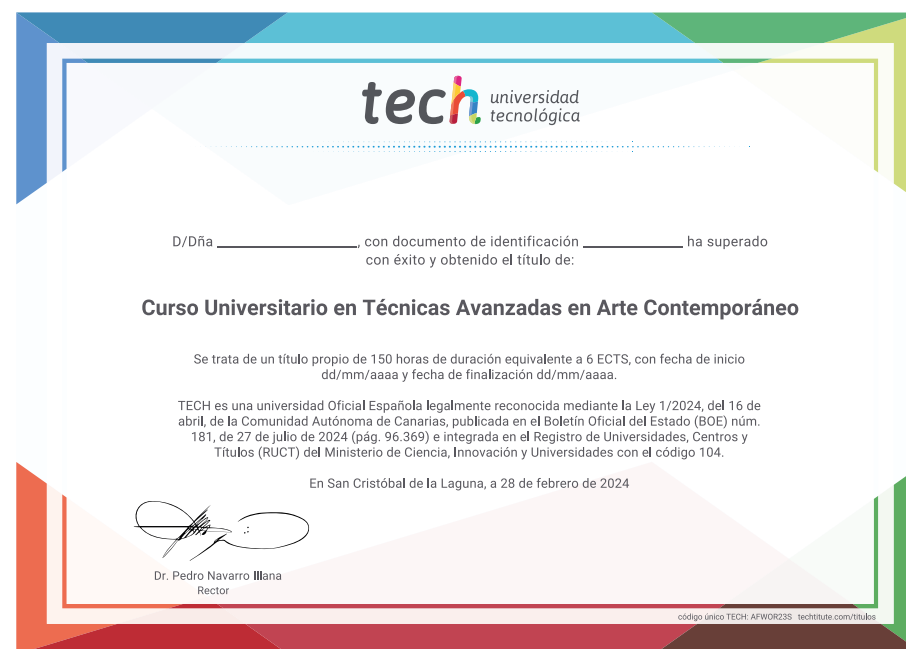 tech universidad
tecnológica
D/Dña ____________________, con documento de identificación ______________ ha superado
con éxito y obtenido el título de:
Curso Universitario en Técnicas Avanzadas en Arte Contemporáneo
Se trata de un título propio de 150 horas de duración equivalente a 6 ECTS, con fecha de inicio
dd/mm/aaaa y fecha de finalización dd/mm/aaaa.
TECH es una universidad Oficial Española legalmente reconocida mediante la Ley 1/2024, del 16 de
abril, de la Comunidad Autónoma de Canarias, publicada en el Boletín Oficial del Estado (BOE) núm.
181, de 27 de julio de 2024 (pág. 96.369) e integrada en el Registro de Universidades, Centros y
Títulos (RUCT) del Ministerio de Ciencia, Innovación y Universidades con el código 104.
En San Cristóbal de la Laguna, a 28 de febrero de 2024
Dr. Pedro Navarro Illana
Rector
código único TECH: AFWOR23S techtitute.com/titulos